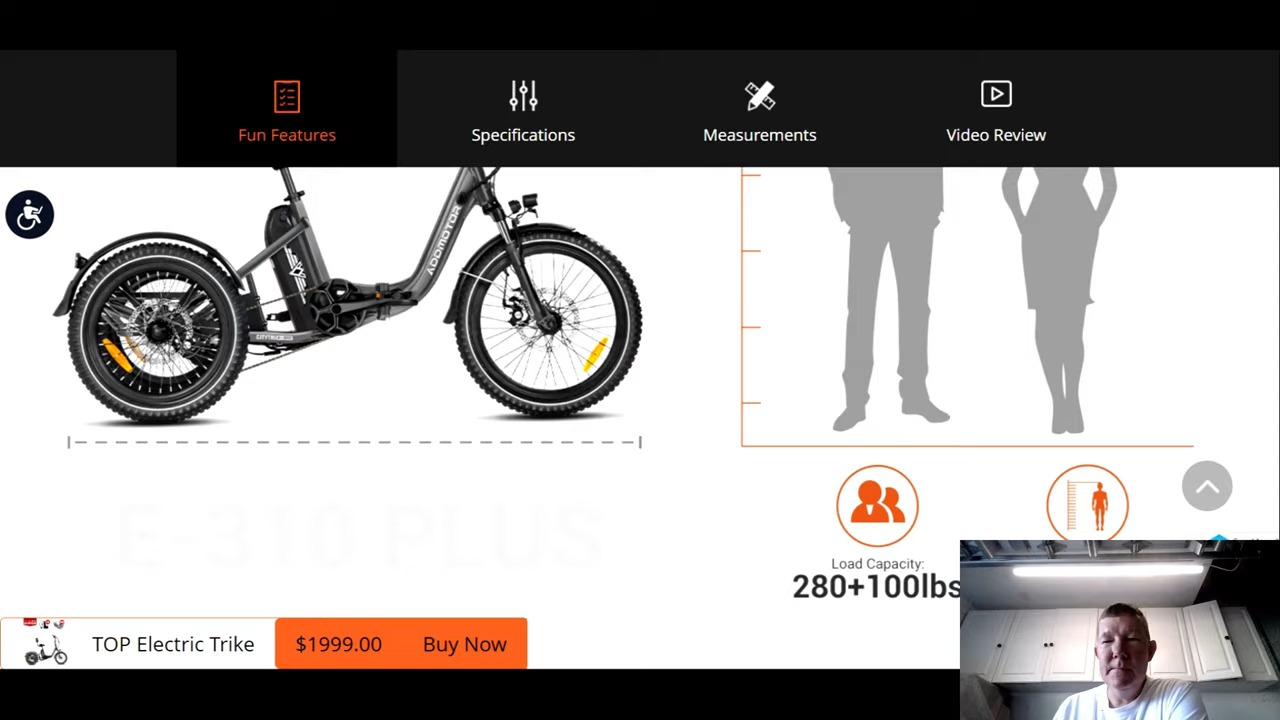 Fun Features
Specifications
Measurements
Video Review
ADDMOTOR
E-310 PLUS
Load Capacity:
280+100lbs
TOP Electric Trike
$1999.00
Buy Now